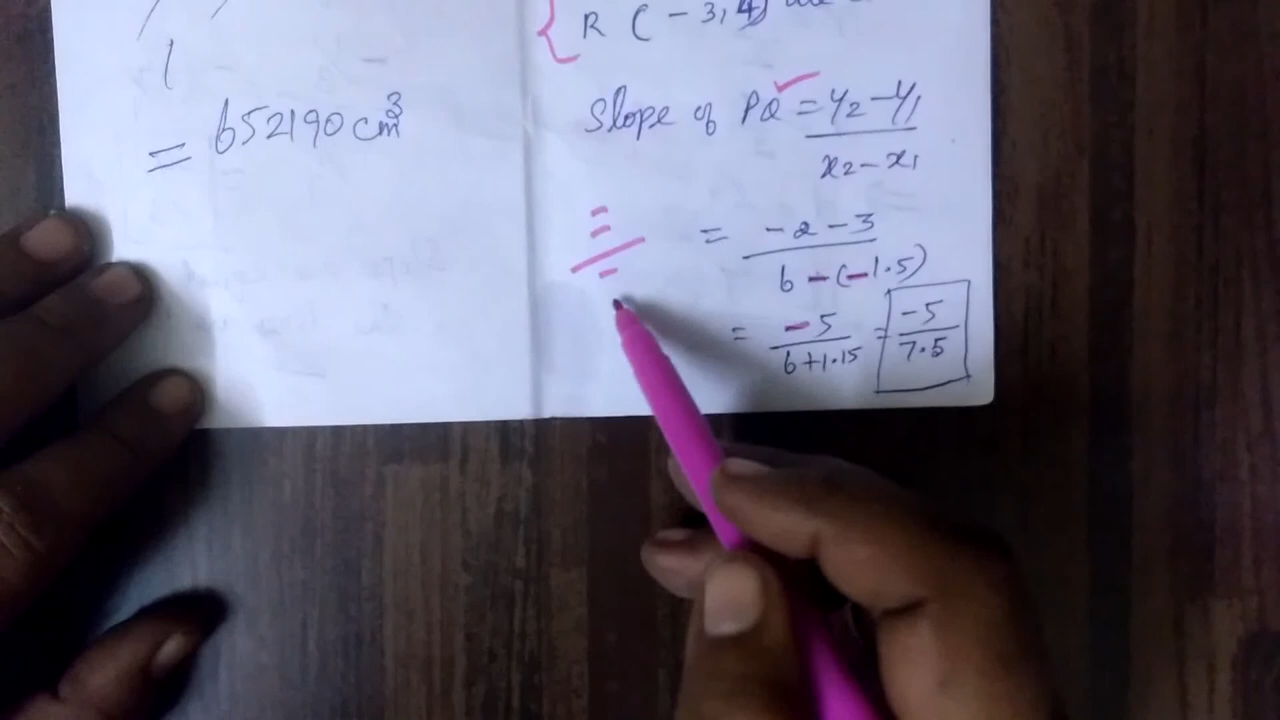 = 652190 cm³
R (-3, 4)
Slope of PQ = y₂ - y₁
x₂ - x₁
= -2 - 3
6 - (-1.5)
= -5 = -5
6 + 1.15 7.5